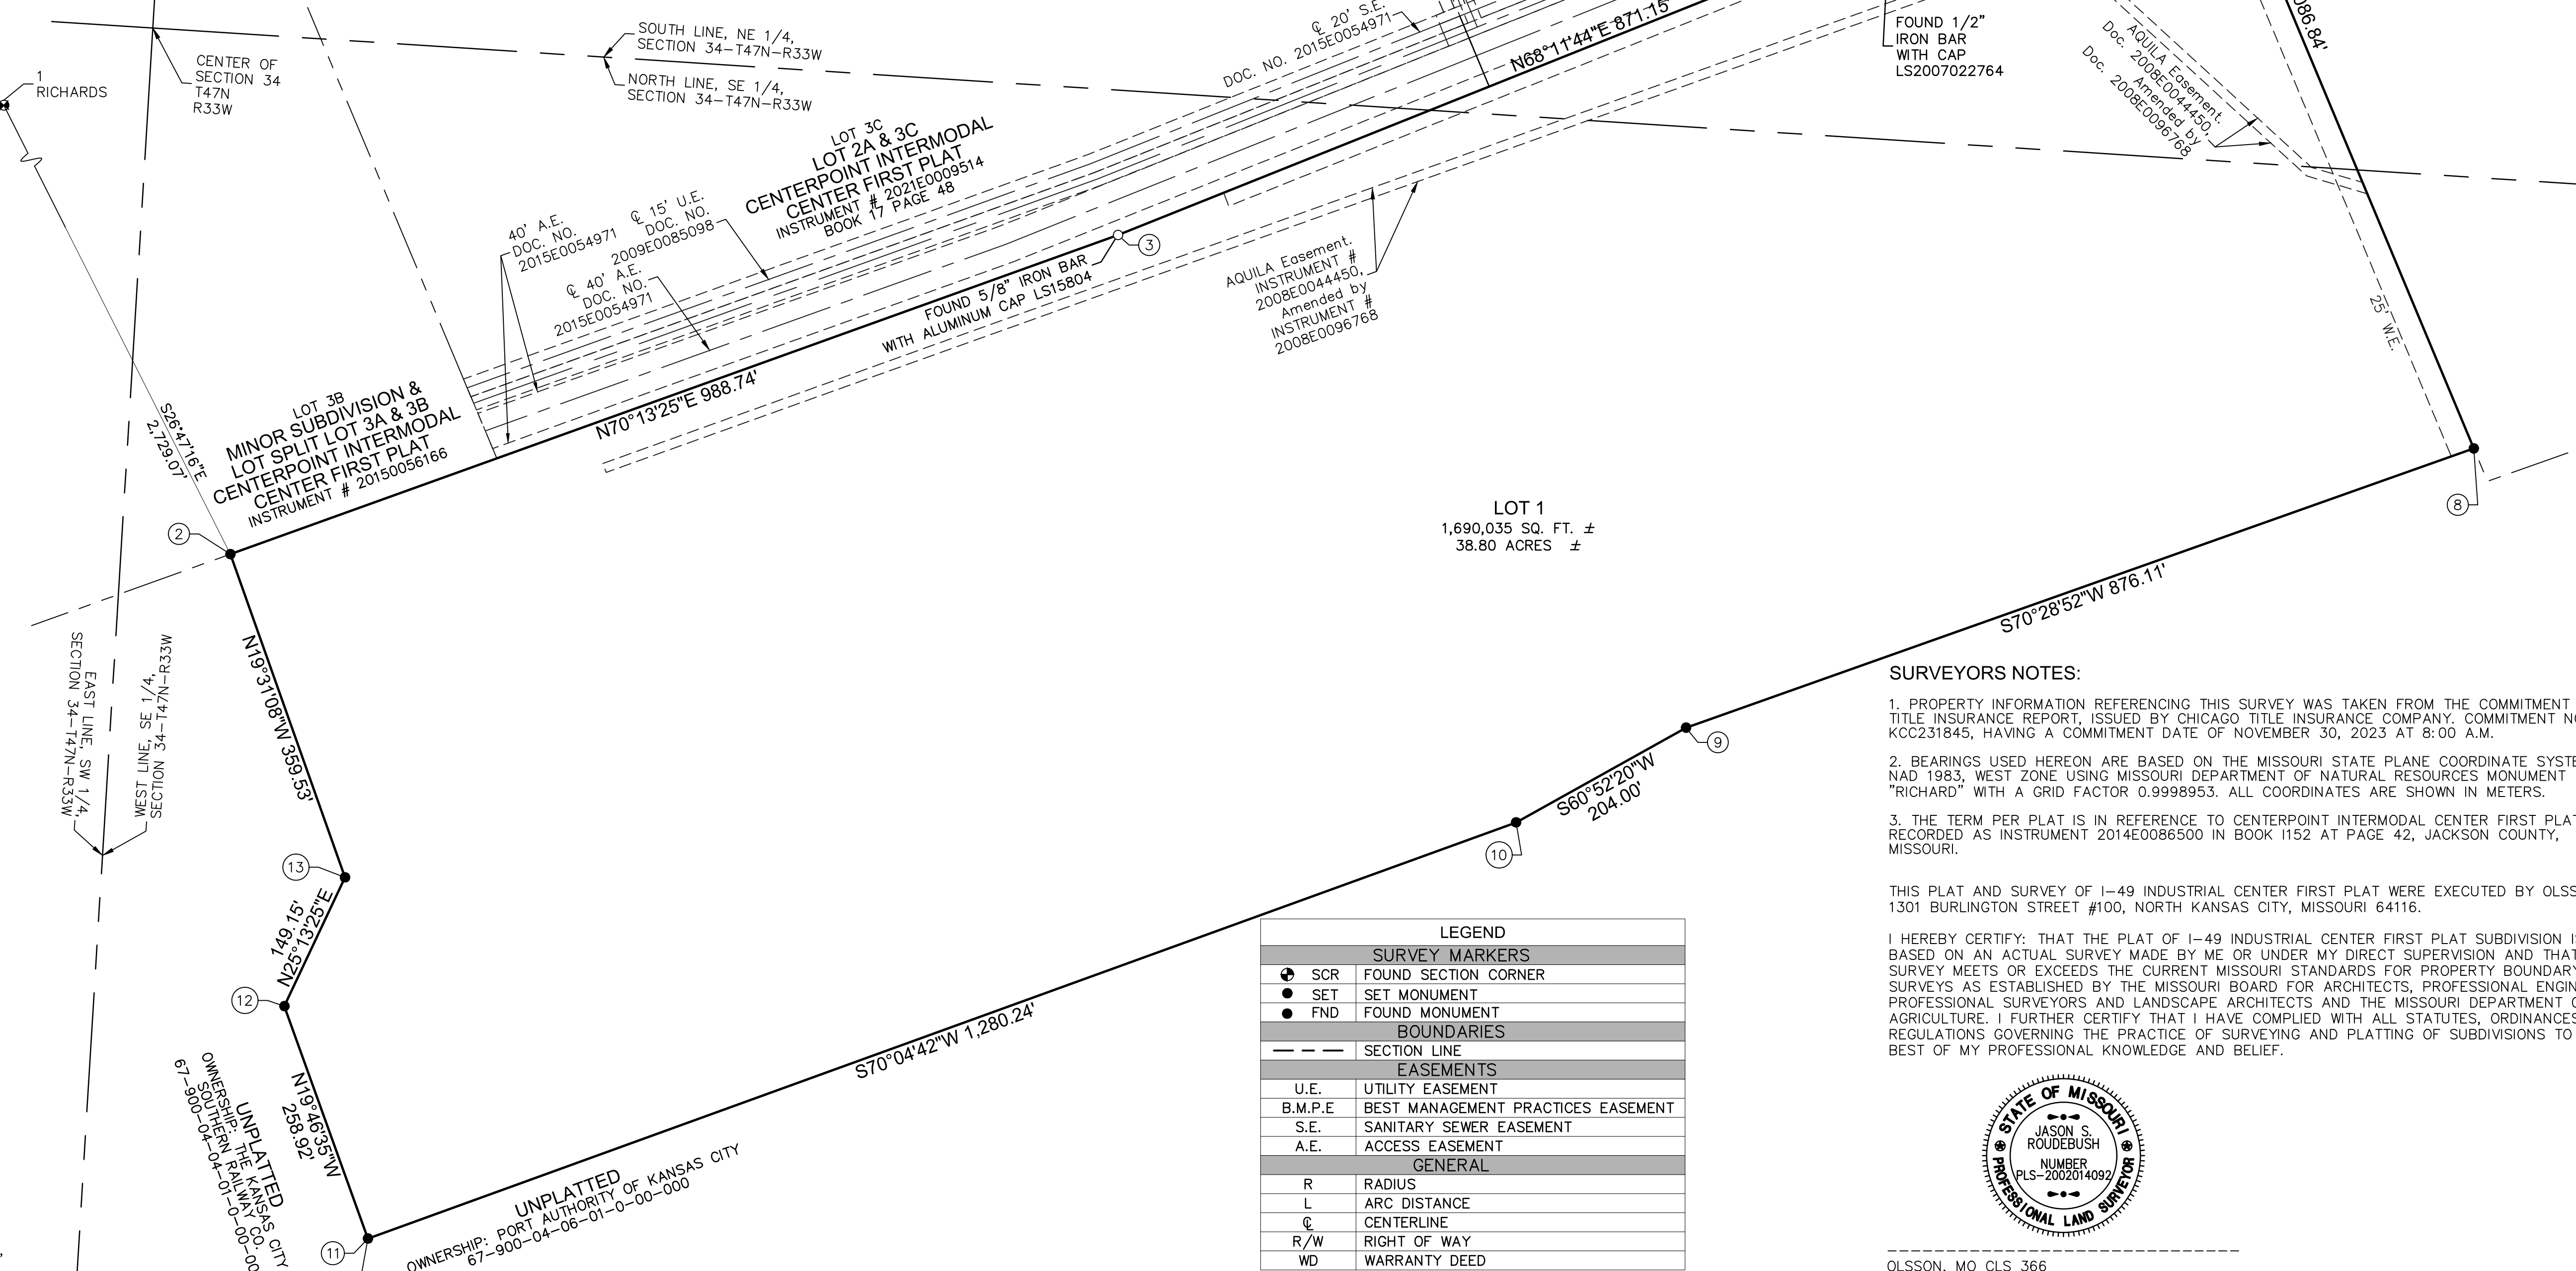 1
RICHARDS
CENTER OF
SECTION 34
T47N
R33W
SOUTH LINE, NE 1/4,
SECTION 34-T47N-R33W
NORTH LINE, SE 1/4,
SECTION 34-T47N-R33W
LOT 3C
LOT 2A & 3C
CENTERPOINT INTERMODAL
CENTER FIRST PLAT
INSTRUMENT # 2021E0009514
BOOK 17 PAGE 48
℄ 20' S.E.
DOC. NO. 2015E0054971
N68°11'44"E 871.15'
FOUND 1/2"
IRON BAR
WITH CAP
LS2007022764
AQUILA Easement.
Doc. 2008E0044450,
Amended by
Doc. 2008E0096768
086.84'
40' A.E.
DOC. NO.
2015E0054971
℄ 15' U.E.
DOC. NO.
2009E0085098
℄ 40' A.E.
DOC. NO.
2015E0054971
3
FOUND 5/8" IRON BAR
WITH ALUMINUM CAP LS15804
AQUILA Easement.
INSTRUMENT #
2008E0044450,
Amended by
INSTRUMENT #
2008E0096768
25' W.E.
N70°13'25"E 988.74'
S26°47'16"E
2,729.07'
LOT 3B
MINOR SUBDIVISION &
LOT SPLIT LOT 3A & 3B
CENTERPOINT INTERMODAL
CENTER FIRST PLAT
INSTRUMENT # 20150056166
2
8
LOT 1
1,690,035 SQ. FT. ±
38.80 ACRES ±
S70°28'52"W 876.11'
N19°31'08"W 359.53'
EAST LINE, SW 1/4,
SECTION 34-T47N-R33W
WEST LINE, SE 1/4,
SECTION 34-T47N-R33W
9
S60°52'20"W
204.00'
10
13
149.15'
N25°13'25"E
12
N19°46'35"W
258.92'
S70°04'42"W 1,280.24'
UNPLATTED
OWNERSHIP: THE KANSAS CITY
SOUTHERN RAILWAY CO.
67-900-04-04-01-0-00-00
11
UNPLATTED
OWNERSHIP: PORT AUTHORITY OF KANSAS CITY
67-900-04-06-01-0-00-000
LEGEND
SURVEY MARKERS
SCR FOUND SECTION CORNER
SET SET MONUMENT
FND FOUND MONUMENT
BOUNDARIES
SECTION LINE
EASEMENTS
U.E. UTILITY EASEMENT
B.M.P.E BEST MANAGEMENT PRACTICES EASEMENT
S.E. SANITARY SEWER EASEMENT
A.E. ACCESS EASEMENT
GENERAL
R RADIUS
L ARC DISTANCE
℄ CENTERLINE
R/W RIGHT OF WAY
WD WARRANTY DEED
SURVEYORS NOTES:
1. PROPERTY INFORMATION REFERENCING THIS SURVEY WAS TAKEN FROM THE COMMITMENT
TITLE INSURANCE REPORT, ISSUED BY CHICAGO TITLE INSURANCE COMPANY. COMMITMENT N
KCC231845, HAVING A COMMITMENT DATE OF NOVEMBER 30, 2023 AT 8:00 A.M.
2. BEARINGS USED HEREON ARE BASED ON THE MISSOURI STATE PLANE COORDINATE SYSTE
NAD 1983, WEST ZONE USING MISSOURI DEPARTMENT OF NATURAL RESOURCES MONUMENT
"RICHARD" WITH A GRID FACTOR 0.9998953. ALL COORDINATES ARE SHOWN IN METERS.
3. THE TERM PER PLAT IS IN REFERENCE TO CENTERPOINT INTERMODAL CENTER FIRST PLAT
RECORDED AS INSTRUMENT 2014E0086500 IN BOOK I152 AT PAGE 42, JACKSON COUNTY,
MISSOURI.
THIS PLAT AND SURVEY OF I-49 INDUSTRIAL CENTER FIRST PLAT WERE EXECUTED BY OLSS
1301 BURLINGTON STREET #100, NORTH KANSAS CITY, MISSOURI 64116.
I HEREBY CERTIFY: THAT THE PLAT OF I-49 INDUSTRIAL CENTER FIRST PLAT SUBDIVISION I
BASED ON AN ACTUAL SURVEY MADE BY ME OR UNDER MY DIRECT SUPERVISION AND THAT
SURVEY MEETS OR EXCEEDS THE CURRENT MISSOURI STANDARDS FOR PROPERTY BOUNDARY
SURVEYS AS ESTABLISHED BY THE MISSOURI BOARD FOR ARCHITECTS, PROFESSIONAL ENGIN
PROFESSIONAL SURVEYORS AND LANDSCAPE ARCHITECTS AND THE MISSOURI DEPARTMENT O
AGRICULTURE. I FURTHER CERTIFY THAT I HAVE COMPLIED WITH ALL STATUTES, ORDINANCES
REGULATIONS GOVERNING THE PRACTICE OF SURVEYING AND PLATTING OF SUBDIVISIONS TO
BEST OF MY PROFESSIONAL KNOWLEDGE AND BELIEF.
STATE OF MISSOURI
JASON S.
ROUDEBUSH
NUMBER
PLS-2002014092
PROFESSIONAL LAND SURVEYOR
OLSSON, MO CLS 366